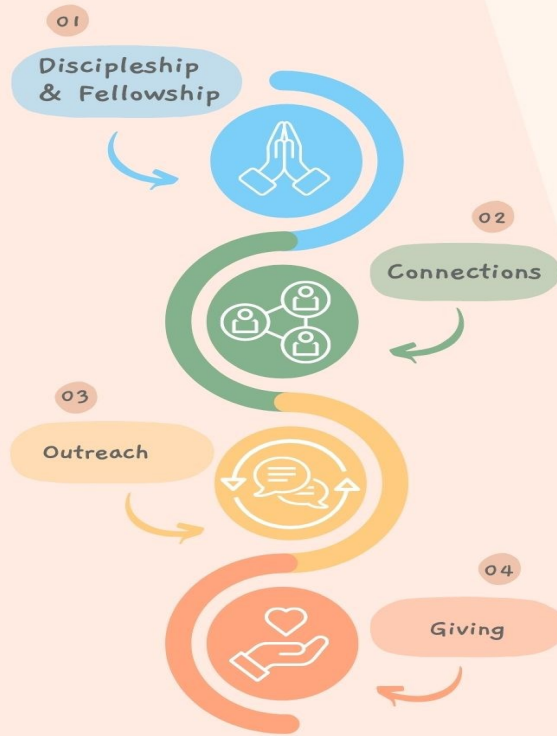 01
Discipleship
& Fellowship
02
Connections
03
Outreach
04
Giving